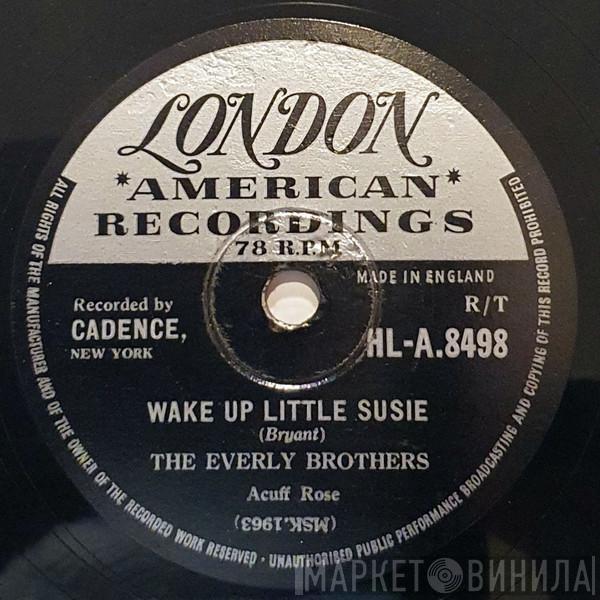 LONDON
*AMERICAN*
RECORDINGS
78 R.P.M
MADE IN ENGLAND
Recorded by
CADENCE,
NEW YORK
R/T
HL-A.8498
WAKE UP LITTLE SUSIE
(Bryant)
THE EVERLY BROTHERS
Acuff Rose
(MSK.1963)
ALL RIGHTS OF THE MANUFACTURER AND OF THE OWNER OF THE RECORDED WORK RESERVED - UNAUTHORISED PUBLIC PERFORMANCE BROADCASTING AND COPYING OF THIS RECORD PROHIBITED
МАРКЕТ ВИНИЛА